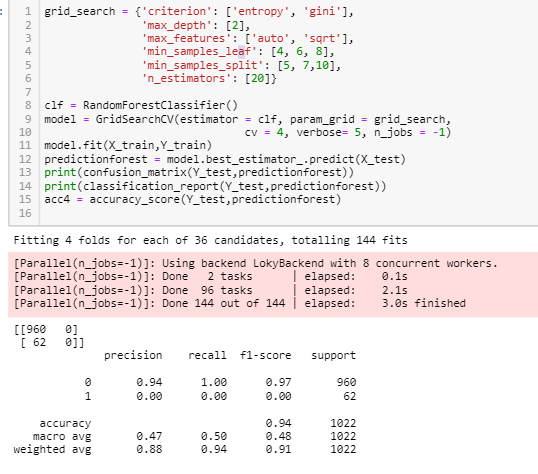 :
1 grid_search = {'criterion': ['entropy', 'gini'],
2 'max_depth': [2],
3 'max_features': ['auto', 'sqrt'],
4 'min_samples_leaf': [4, 6, 8],
5 'min_samples_split': [5, 7,10],
6 'n_estimators': [20]}
7
8 clf = RandomForestClassifier()
9 model = GridSearchCV(estimator = clf, param_grid = grid_search,
10 cv = 4, verbose= 5, n_jobs = -1)
11 model.fit(X_train,Y_train)
12 predictionforest = model.best_estimator_.predict(X_test)
13 print(confusion_matrix(Y_test,predictionforest))
14 print(classification_report(Y_test,predictionforest))
15 acc4 = accuracy_score(Y_test,predictionforest)
16
Fitting 4 folds for each of 36 candidates, totalling 144 fits
[Parallel(n_jobs=-1)]: Using backend LokyBackend with 8 concurrent workers.
[Parallel(n_jobs=-1)]: Done 2 tasks | elapsed: 0.1s
[Parallel(n_jobs=-1)]: Done 96 tasks | elapsed: 2.1s
[Parallel(n_jobs=-1)]: Done 144 out of 144 | elapsed: 3.0s finished
[[960 0]
[ 62 0]]
precision recall f1-score support
0 0.94 1.00 0.97 960
1 0.00 0.00 0.00 62
accuracy 0.94 1022
macro avg 0.47 0.50 0.48 1022
weighted avg 0.88 0.94 0.91 1022